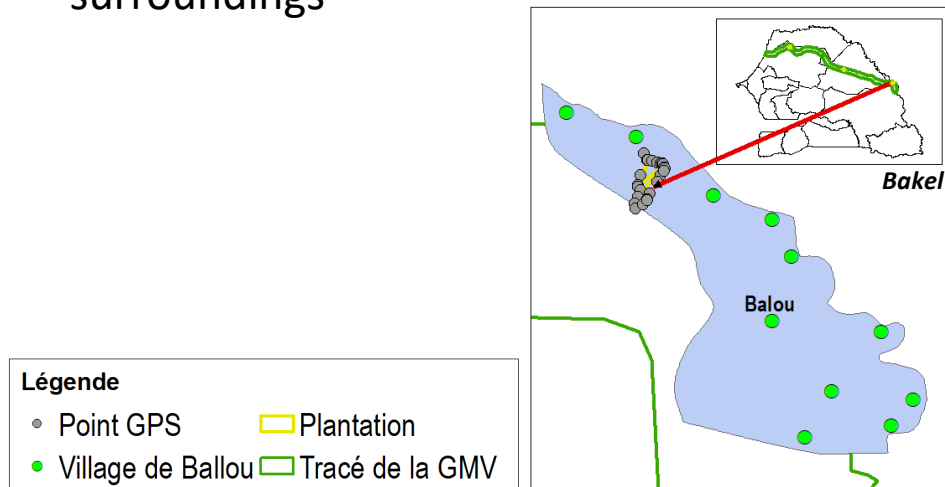 surroundings
Bakel
Balou
Légende
Point GPS
Plantation
Village de Ballou
Tracé de la GMV